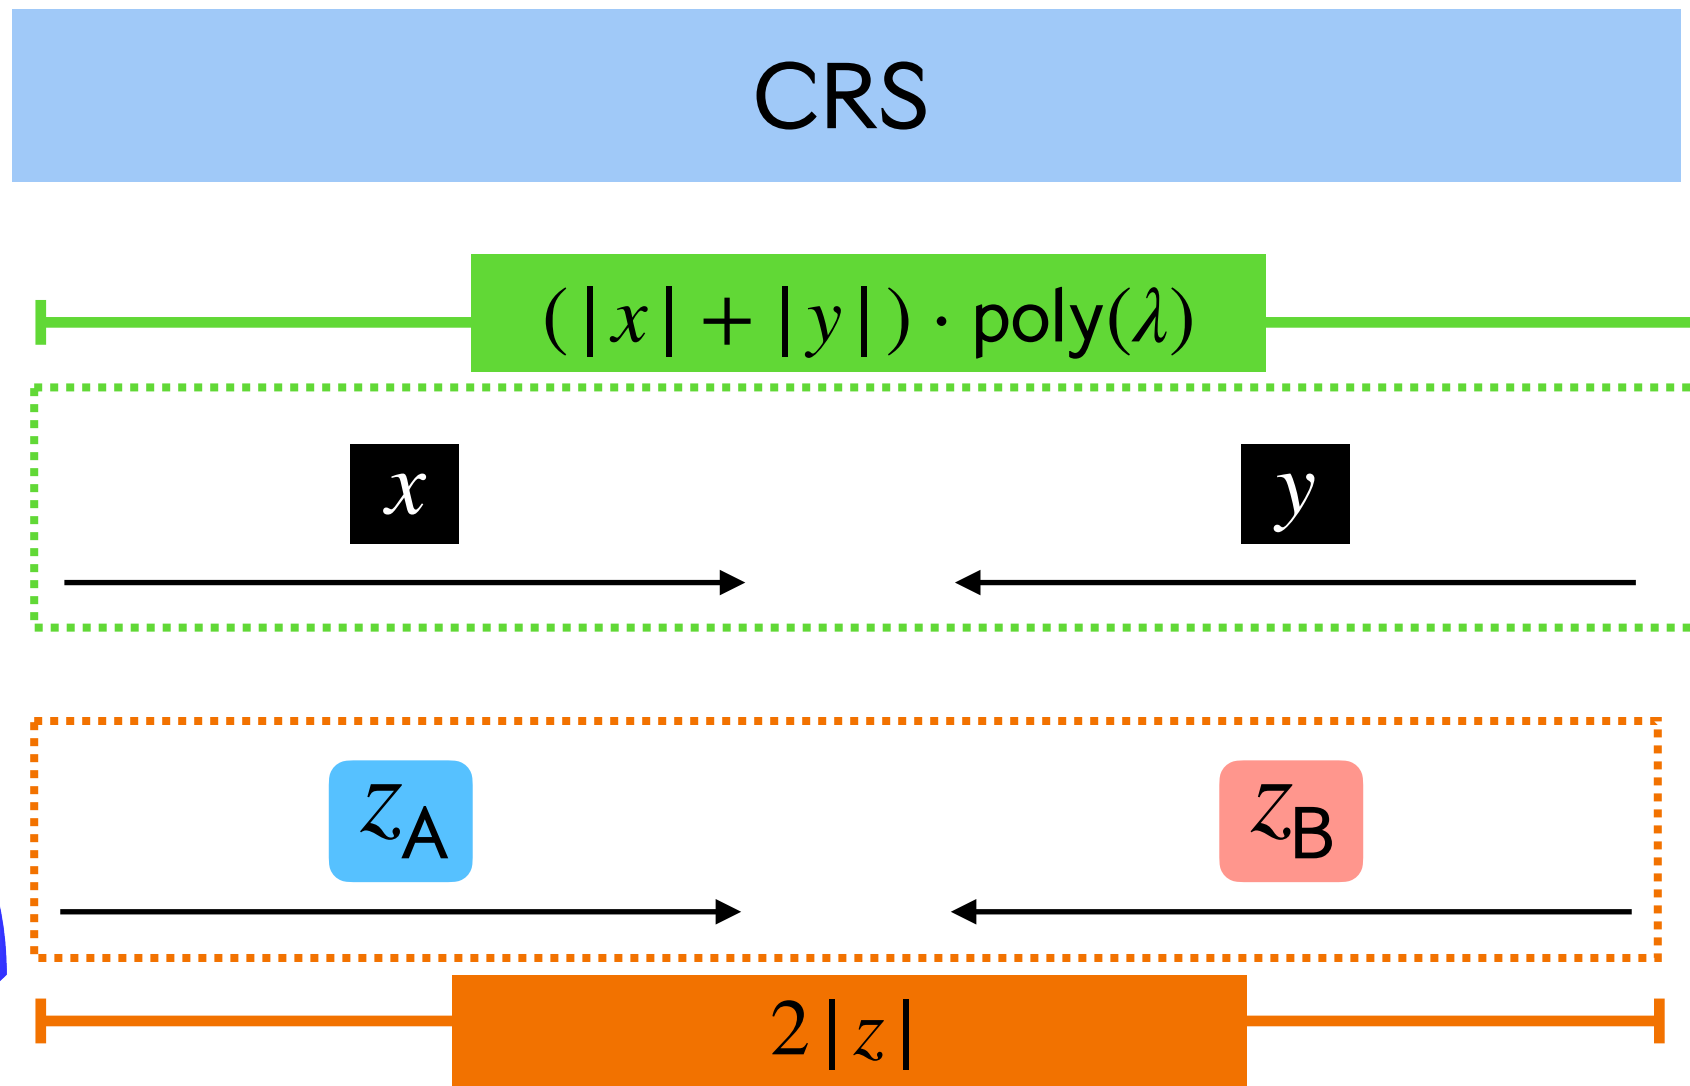 CRS
(|x| + |y|) · poly(λ)
x y
z_A z_B
2|z|